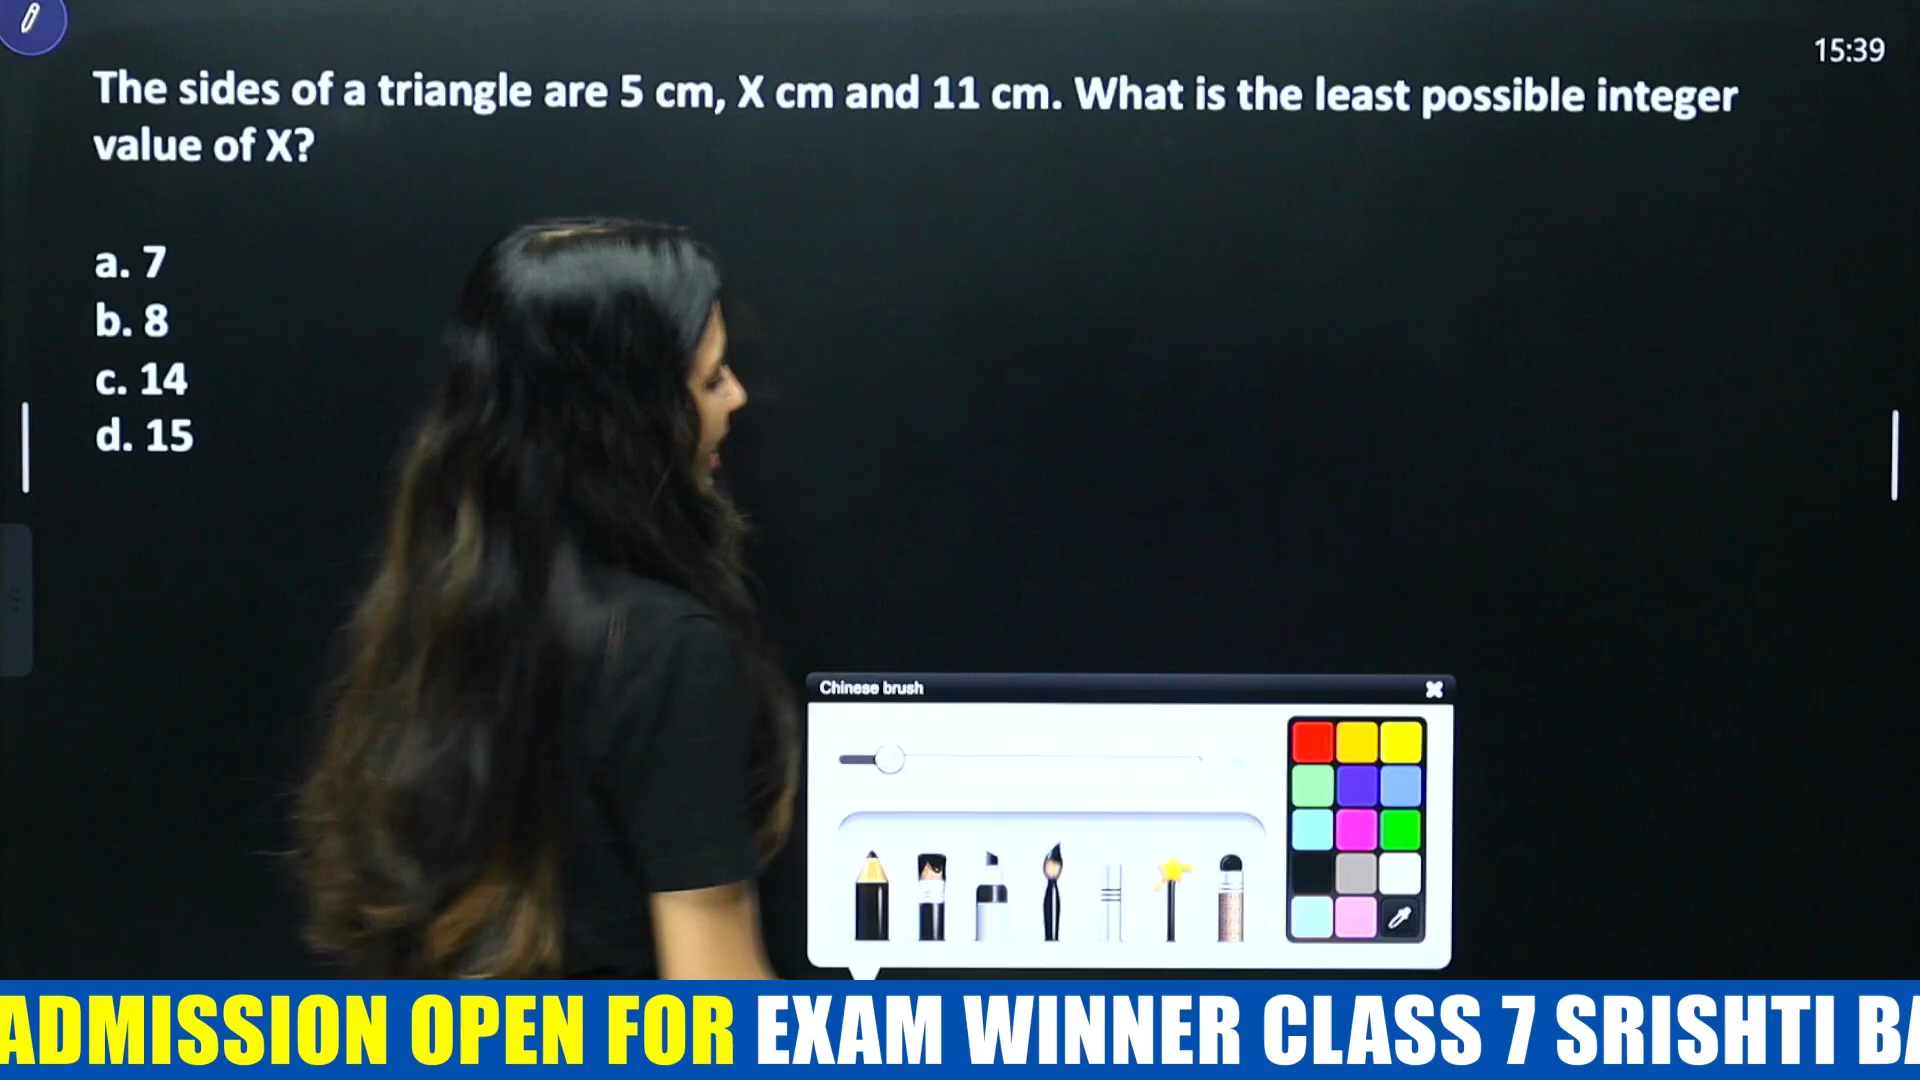 15:39
The sides of a triangle are 5 cm, X cm and 11 cm. What is the least possible integer
value of X?
a. 7
b. 8
c. 14
d. 15
Chinese brush
ADMISSION OPEN FOR EXAM WINNER CLASS 7 SRISHTI